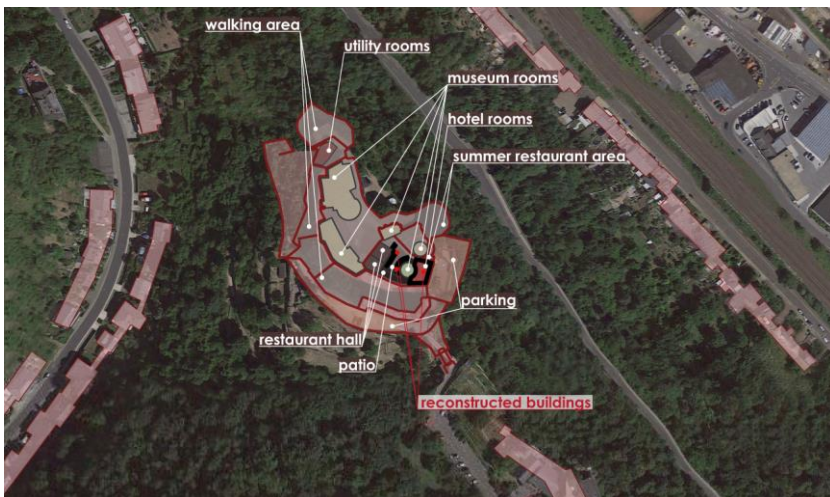 walking area
utility rooms
museum rooms
hotel rooms
summer restaurant area
parking
restaurant hall
patio
reconstructed buildings